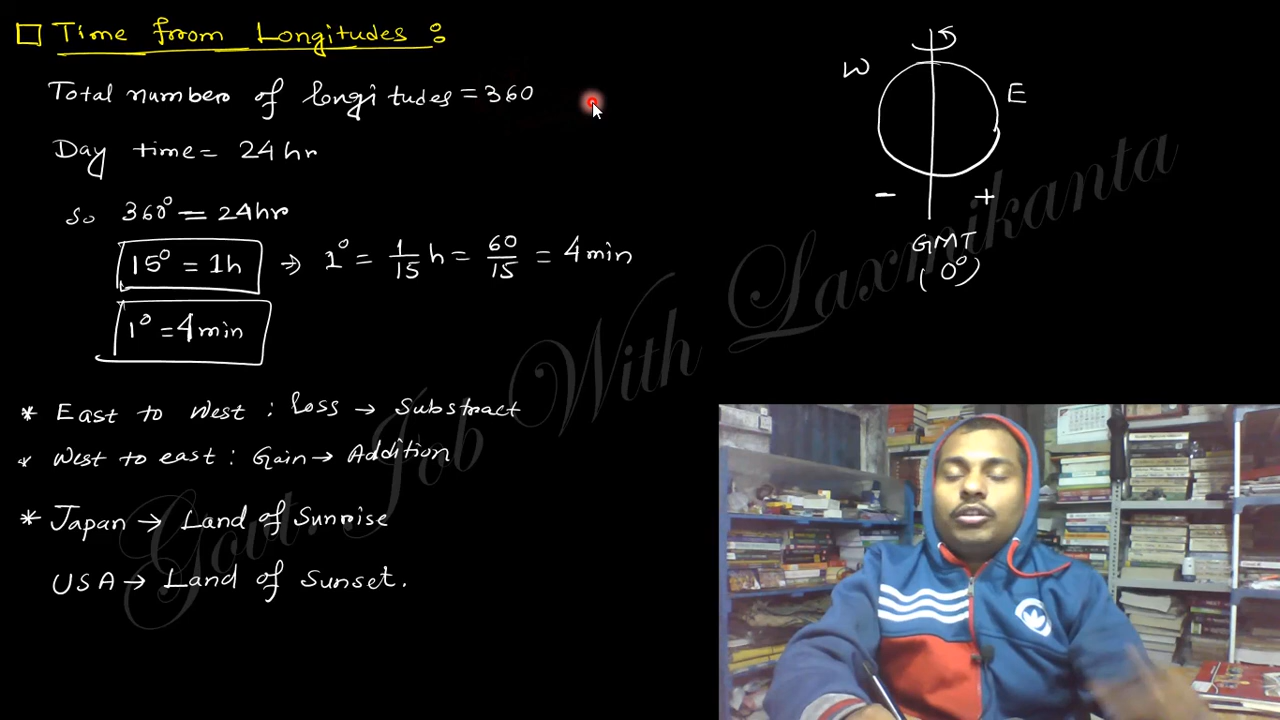 Time from Longitudes :
Total number of longitudes = 360
Day time = 24 hr
So 360° = 24hr
15° = 1h ⇒ 1° = 1/15 h = 60/15 = 4 min
1° = 4 min
* East to West : Loss → Substract
* West to east : Gain → Addition
* Japan → Land of Sunrise
USA → Land of Sunset.
W
E
- +
GMT
(0°)
Govt. Job With Laxmikanta